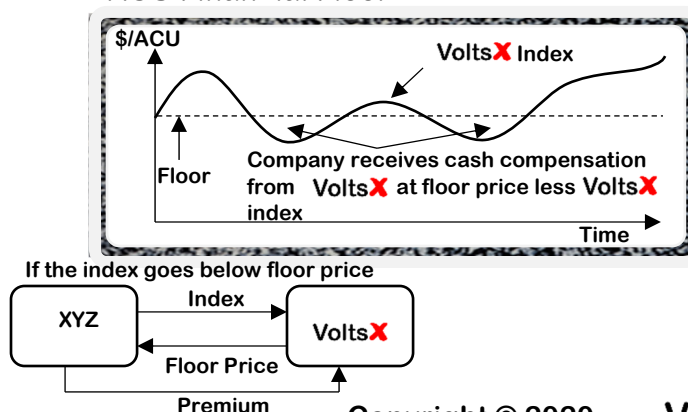 $/ACU
VoltsX Index
Floor
Company receives cash compensation
from VoltsX at floor price less VoltsX
index
Time
If the index goes below floor price
XYZ
Index
VoltsX
Floor Price
Premium